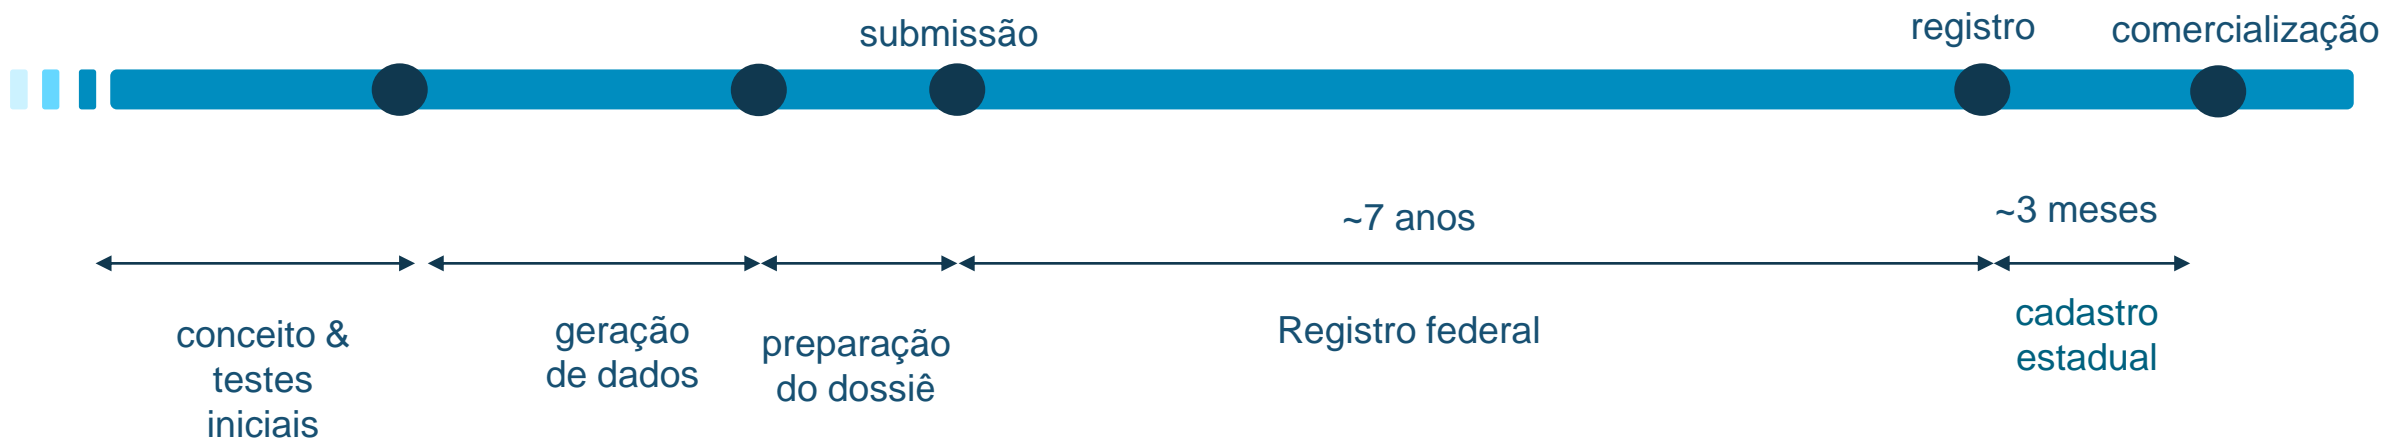 submissão
registro
comercialização
~7 anos
~3 meses
conceito &
testes
iniciais
geração
de dados
preparação
do dossiê
Registro federal
cadastro
estadual